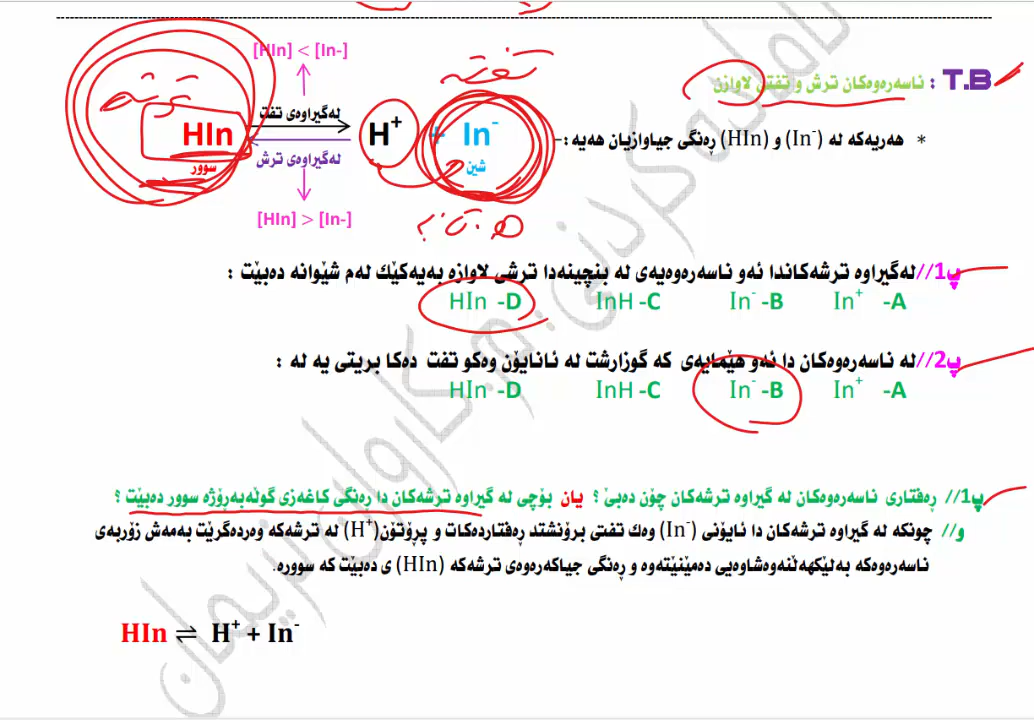 T.B : ناسەرەوەکان ترش و تفتی لاوازن
[HIn] < [In-]
لەگیراوەی تفت
HIn H⁺ + In⁻
سوور لەگیراوەی ترش شین
[HIn] > [In-]
* هەریەکە لە (In⁻) و (HIn) ڕەنگی جیاوازیان هەیە :-
پ1//لەگیراوە ترشەکاندا ئەو ناسەرەوەیەی لە بنچینەدا ترشی لاوازە بەیەکێك لەم شێوانە دەبێت :
A- In⁺ B- In⁻ C- InH D- HIn
پ2//لە ناسەرەوەکان دا ئەو هێمایەی کە گوزارشت لە ئانایۆن وەکو تفت دەکا بریتی یە لە :
A- In⁺ B- In⁻ C- InH D- HIn
پ1// ڕەفتاری ناسەرەوەکان لە گیراوە ترشەکان چۆن دەبێ ؟ یان بۆچی لە گیراوە ترشەکان دا ڕەنگی کاغەزی گوڵەبەڕۆژە سوور دەبێت ؟
و// چونکە لە گیراوە ترشەکان دا ئایۆنی (In⁻) وەك تفتی برۆنشتد ڕەفتاردەکات و پڕۆتۆن(H⁺) لە ترشەکە وەردەگرێت بەمەش زۆربەی
ناسەرەوەکە بەلێکهەڵنەوەشاوەیی دەمێنێتەوە و ڕەنگی جیاکەرەوەی ترشەکە (HIn) ی دەبێت کە سوورە.
HIn ⇌ H⁺ + In⁻